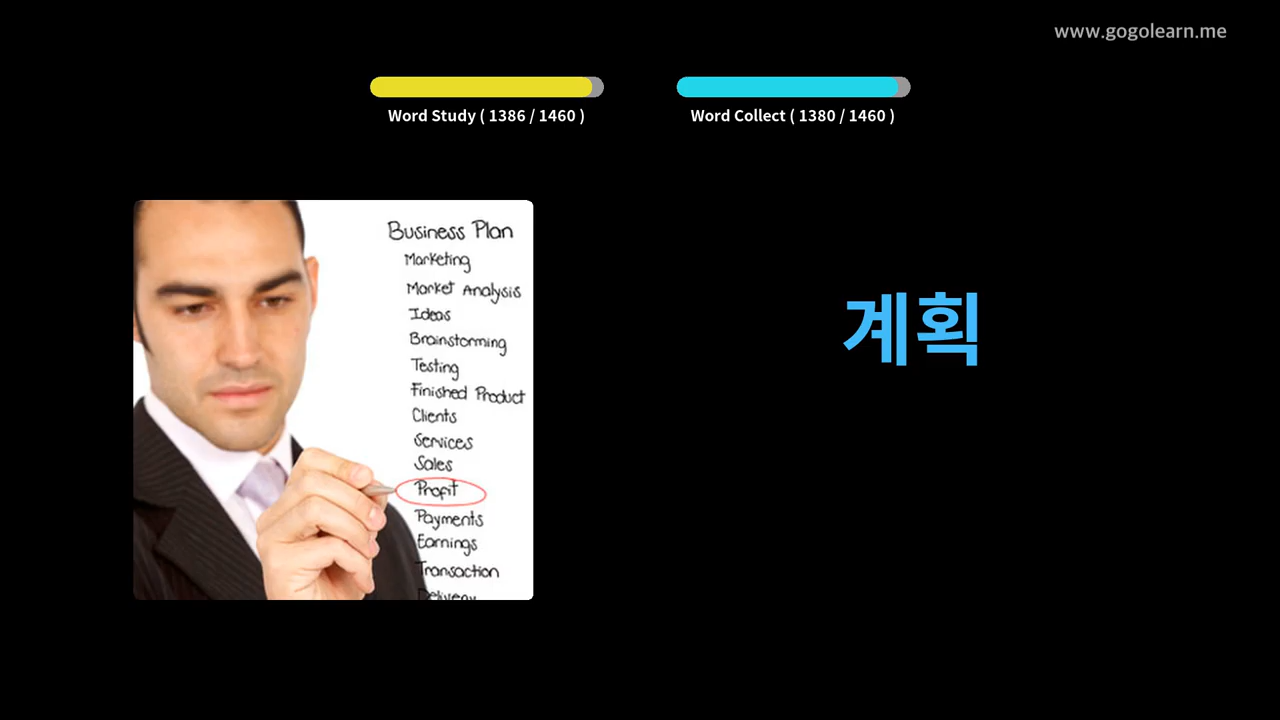 www.gogolearn.me
Word Study ( 1386 / 1460 )
Word Collect ( 1380 / 1460 )
Business Plan
Marketing
Market Analysis
Ideas
Brainstorming
Testing
Finished Product
Clients
Services
Sales
Profit
Payments
Earnings
Transaction
Delivery
계획